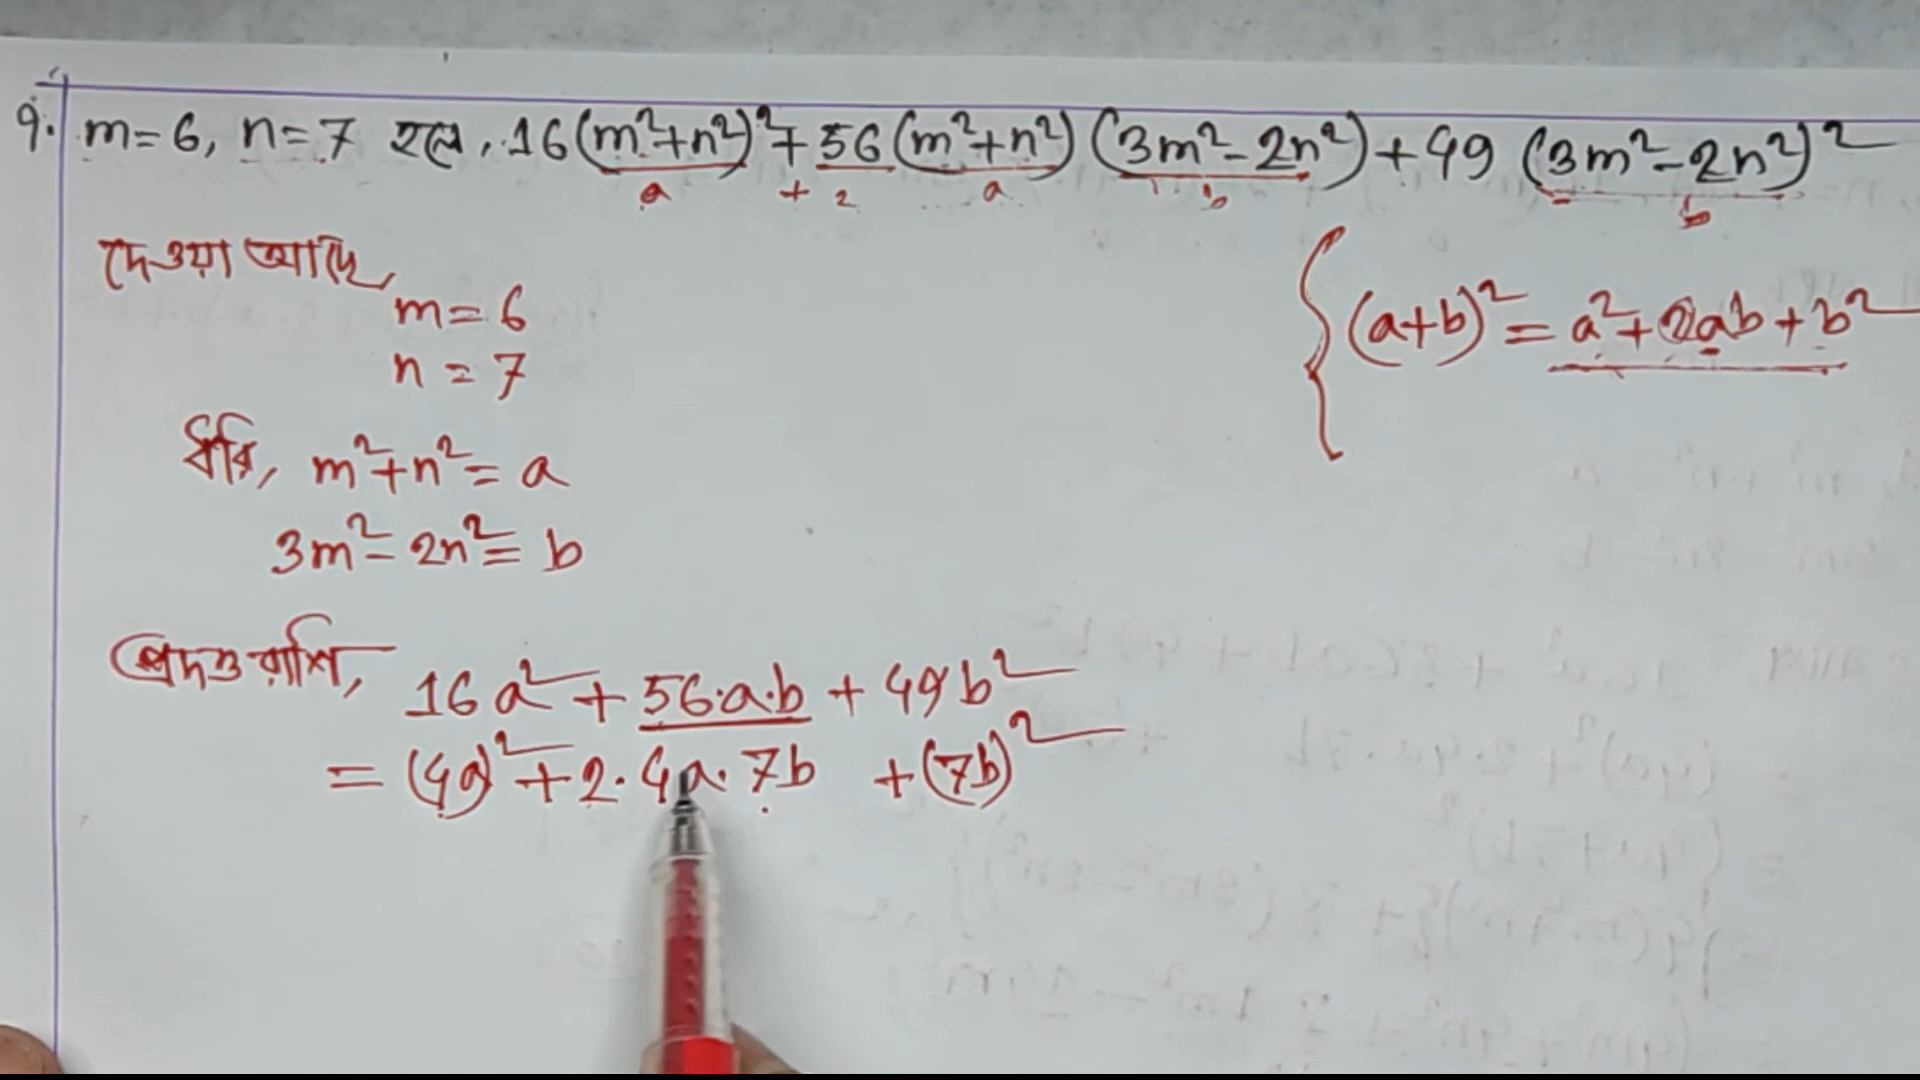 9. m=6, n=7 হলে, 16(m²+n²)²+56(m²+n²)(3m²-2n²)+49(3m²-2n²)²
a + 2 a b b
দেওয়া আছে,
m=6
n=7
{(a+b)²=a²+2ab+b²
ধরি, m²+n²=a
3m²-2n²=b
প্রদত্ত রাশি,
16a²+56·a·b+49b²
=(4a)²+2·4a·7b+(7b)²